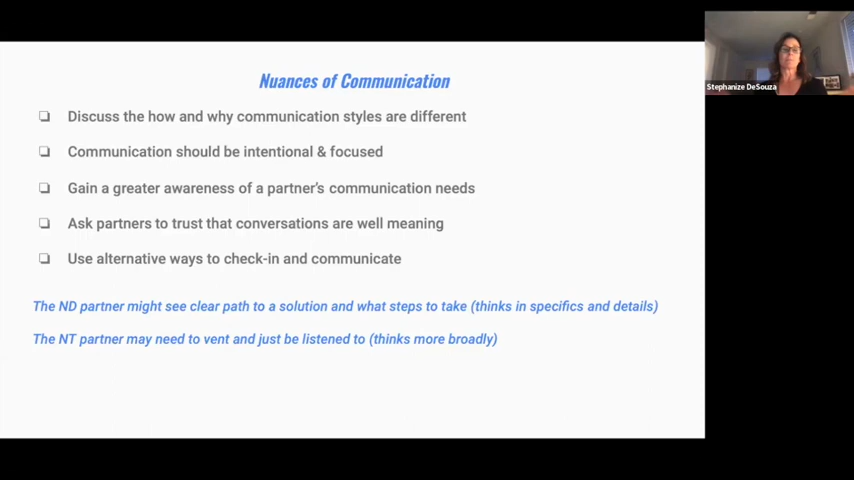 Nuances of Communication
Stephanize DeSouza
Discuss the how and why communication styles are different
Communication should be intentional & focused
Gain a greater awareness of a partner's communication needs
Ask partners to trust that conversations are well meaning
Use alternative ways to check-in and communicate
The ND partner might see clear path to a solution and what steps to take (thinks in specifics and details)
The NT partner may need to vent and just be listened to (thinks more broadly)